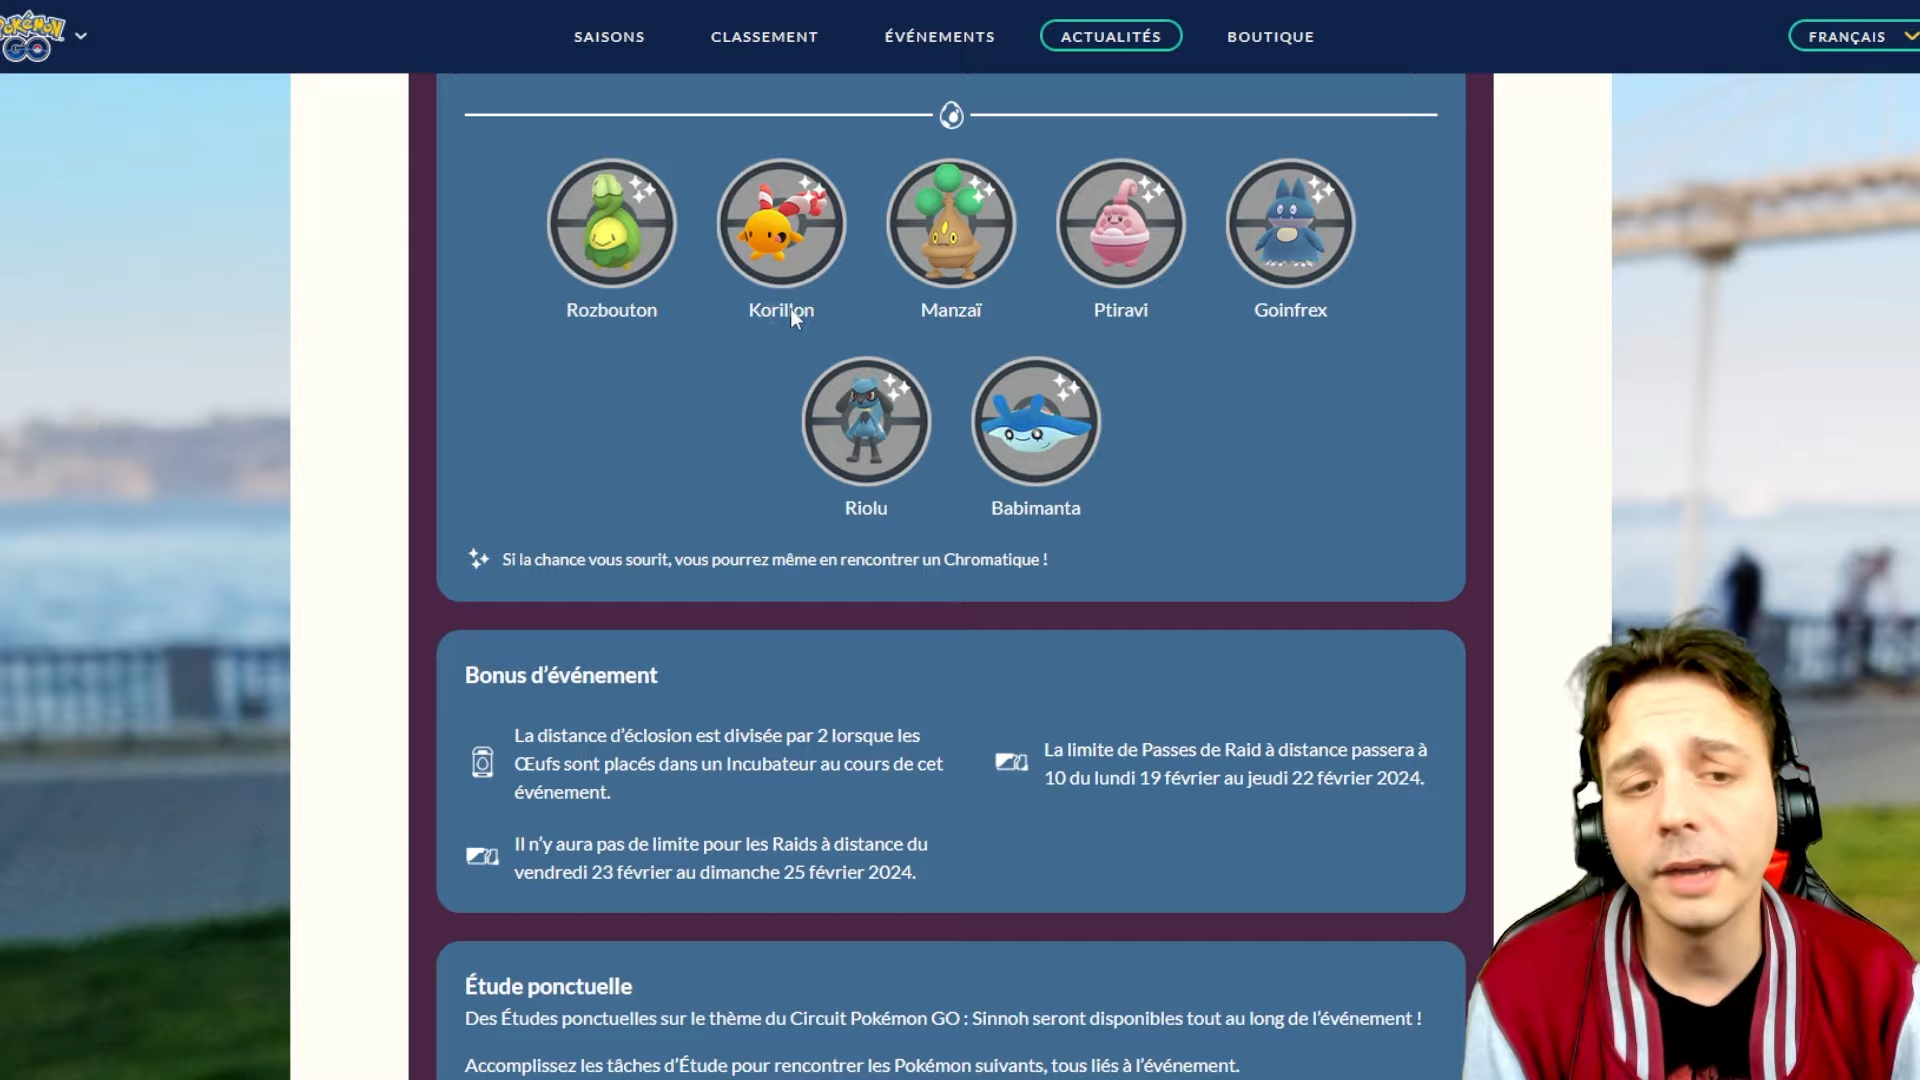 POKÉMON
GO
SAISONS
CLASSEMENT
ÉVÉNEMENTS
ACTUALITÉS
BOUTIQUE
FRANÇAIS
Rozbouton
Korillon
Manzaï
Ptiravi
Goinfrex
Riolu
Babimanta
Si la chance vous sourit, vous pourrez même en rencontrer un Chromatique !
Bonus d’événement
La distance d’éclosion est divisée par 2 lorsque les
Œufs sont placés dans un Incubateur au cours de cet
événement.
La limite de Passes de Raid à distance passera à
10 du lundi 19 février au jeudi 22 février 2024.
Il n’y aura pas de limite pour les Raids à distance du
vendredi 23 février au dimanche 25 février 2024.
Étude ponctuelle
Des Études ponctuelles sur le thème du Circuit Pokémon GO : Sinnoh seront disponibles tout au long de l’événement !
Accomplissez les tâches d’Étude pour rencontrer les Pokémon suivants, tous liés à l’événement.